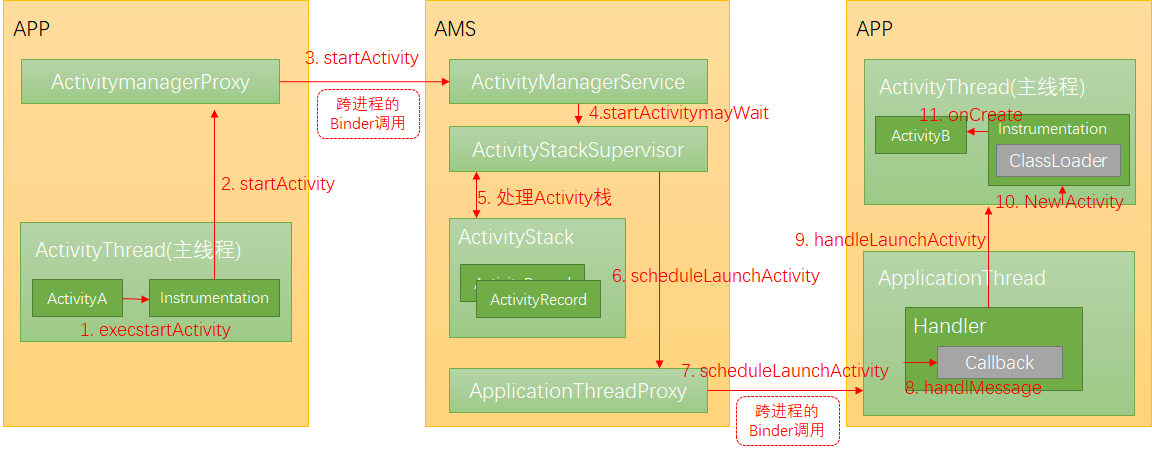 APP
ActivitymanagerProxy
2. startActivity
ActivityThread(主线程)
ActivityA
Instrumentation
1. execstartActivity
3. startActivity
跨进程的
Binder调用
AMS
ActivityManagerService
4.startActivitymayWait
ActivityStackSupervisor
5. 处理Activity栈
ActivityStack
ActivityRecord
6. scheduleLaunchActivity
ApplicationThreadProxy
7. scheduleLaunchActivity
跨进程的
Binder调用
APP
ActivityThread(主线程)
11. onCreate
ActivityB
Instrumentation
ClassLoader
10. New Activity
9. handleLaunchActivity
ApplicationThread
Handler
Callback
8. handlMessage